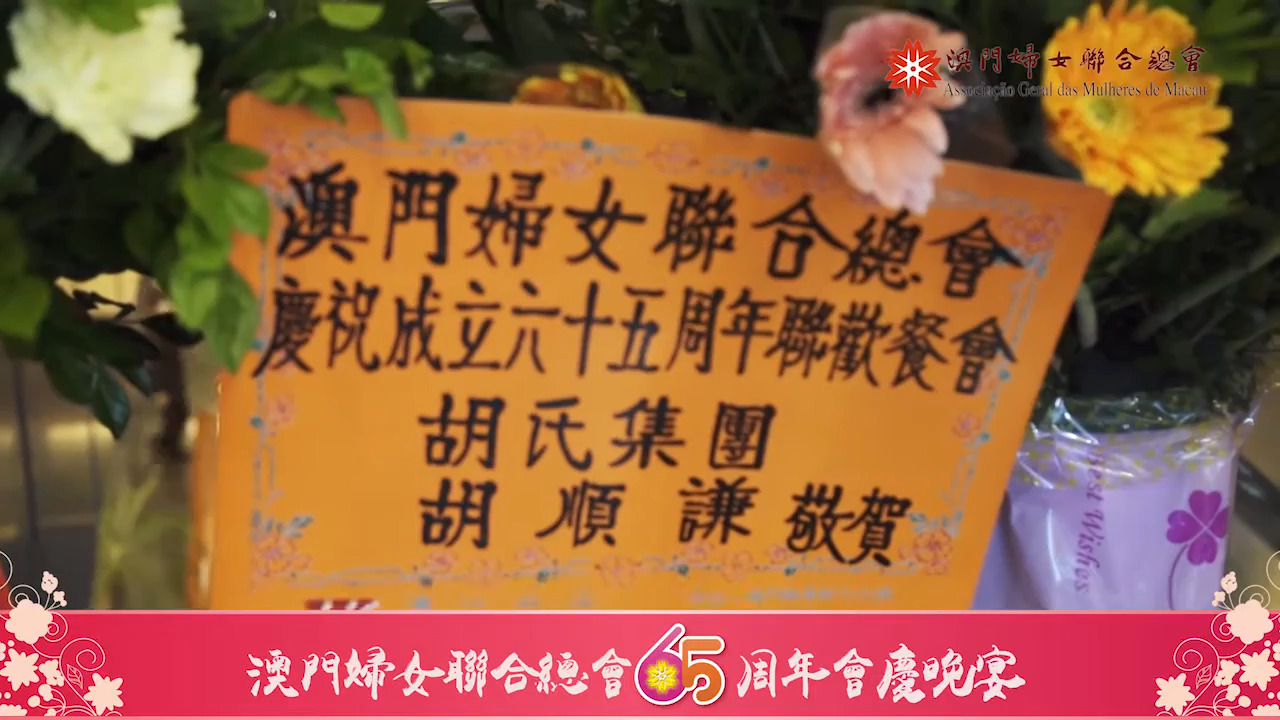 澳門婦女聯合總會
Associação Geral das Mulheres de Macau
澳門婦女聯合總會
慶祝成立六十五周年聯歡餐會
胡氏集團
胡順謙敬賀
Best Wishes
澳門婦女聯合總會65周年會慶晚宴